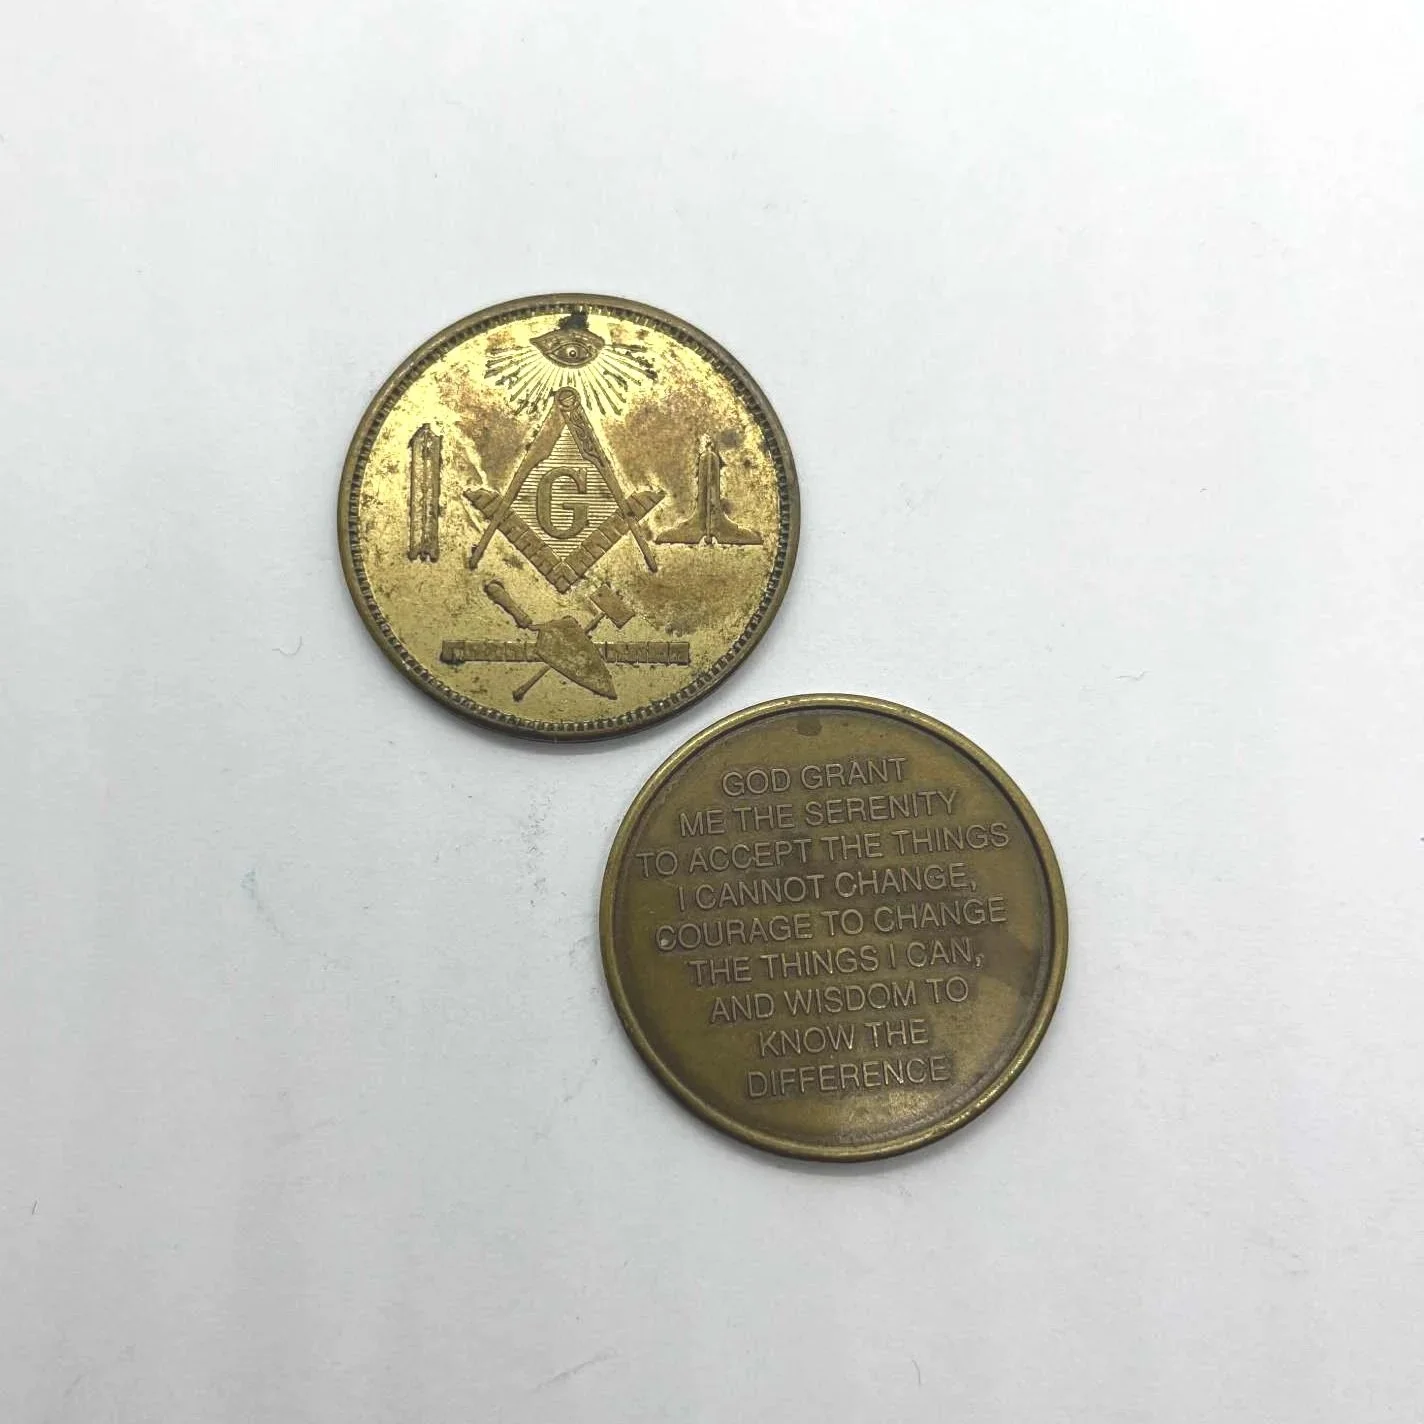 G
GOD GRANT
ME THE SERENITY
TO ACCEPT THE THINGS
I CANNOT CHANGE,
COURAGE TO CHANGE
THE THINGS I CAN,
AND WISDOM TO
KNOW THE
DIFFERENCE